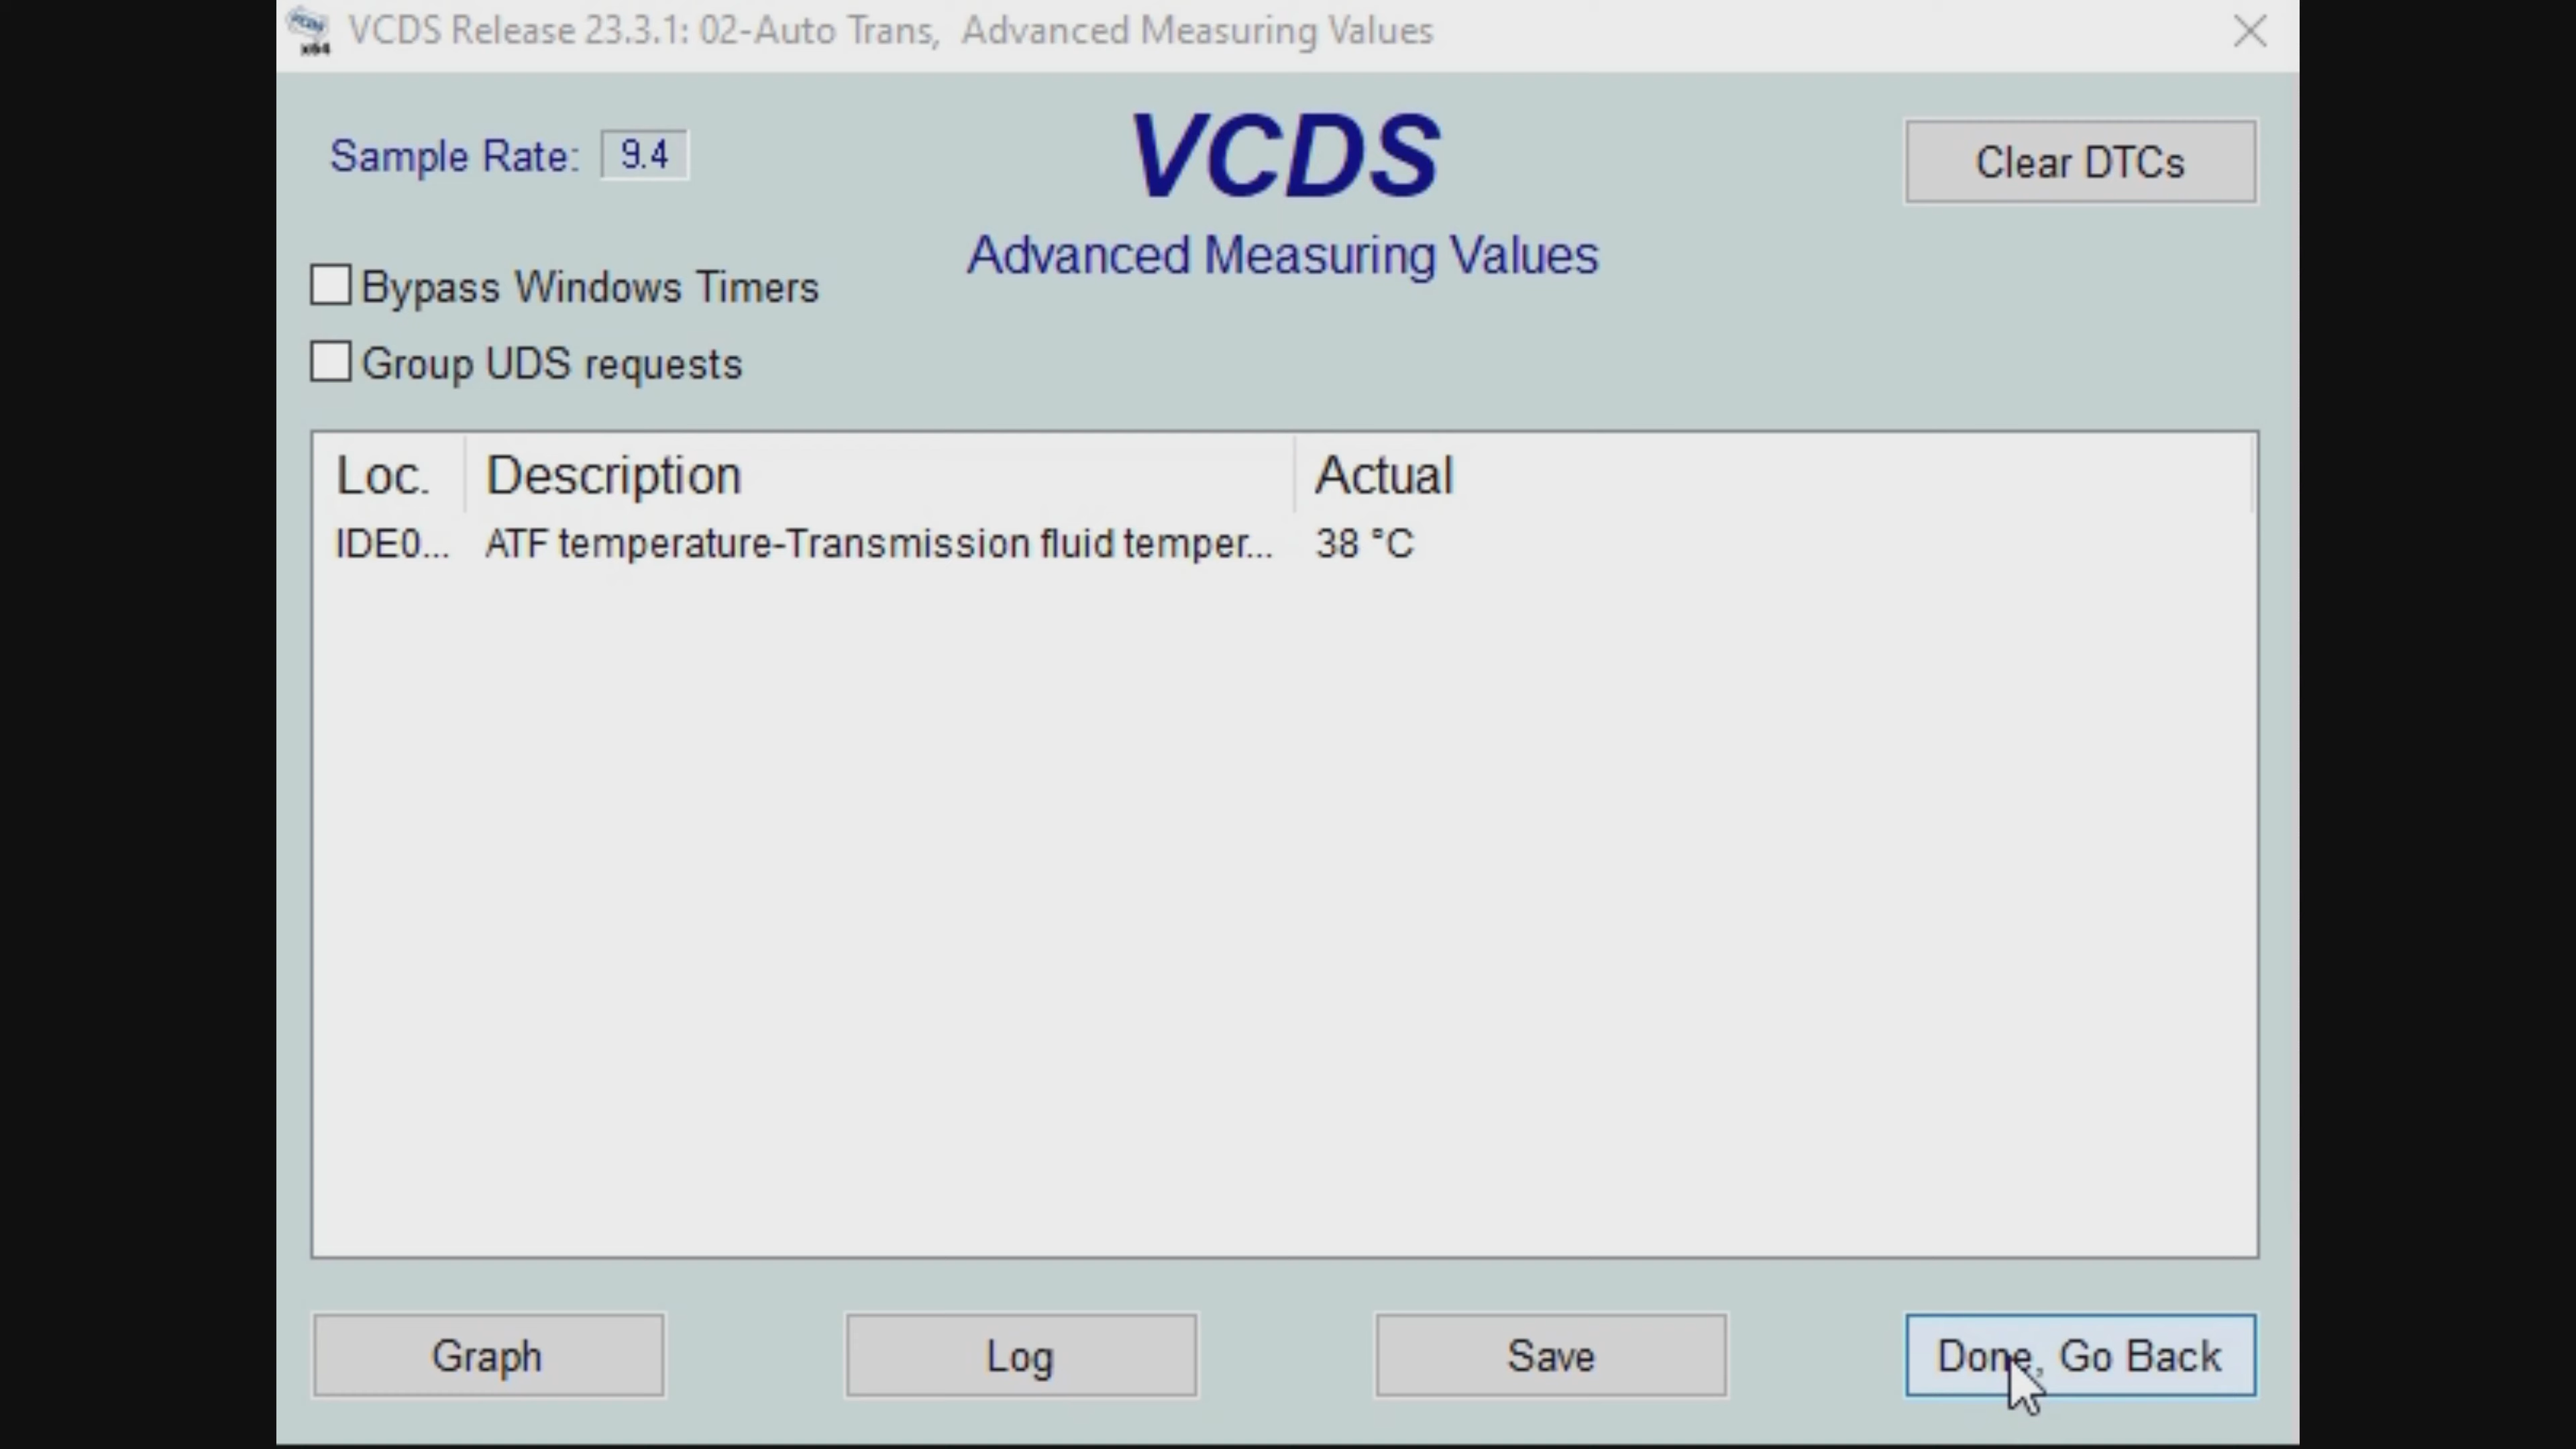 VCDS Release 23.3.1: 02-Auto Trans, Advanced Measuring Values
Sample Rate: 9.4
VCDS
Clear DTCs
Advanced Measuring Values
Bypass Windows Timers
Group UDS requests
Loc. Description Actual
IDE0... ATF temperature-Transmission fluid temper... 38 °C
Graph Log Save Done, Go Back